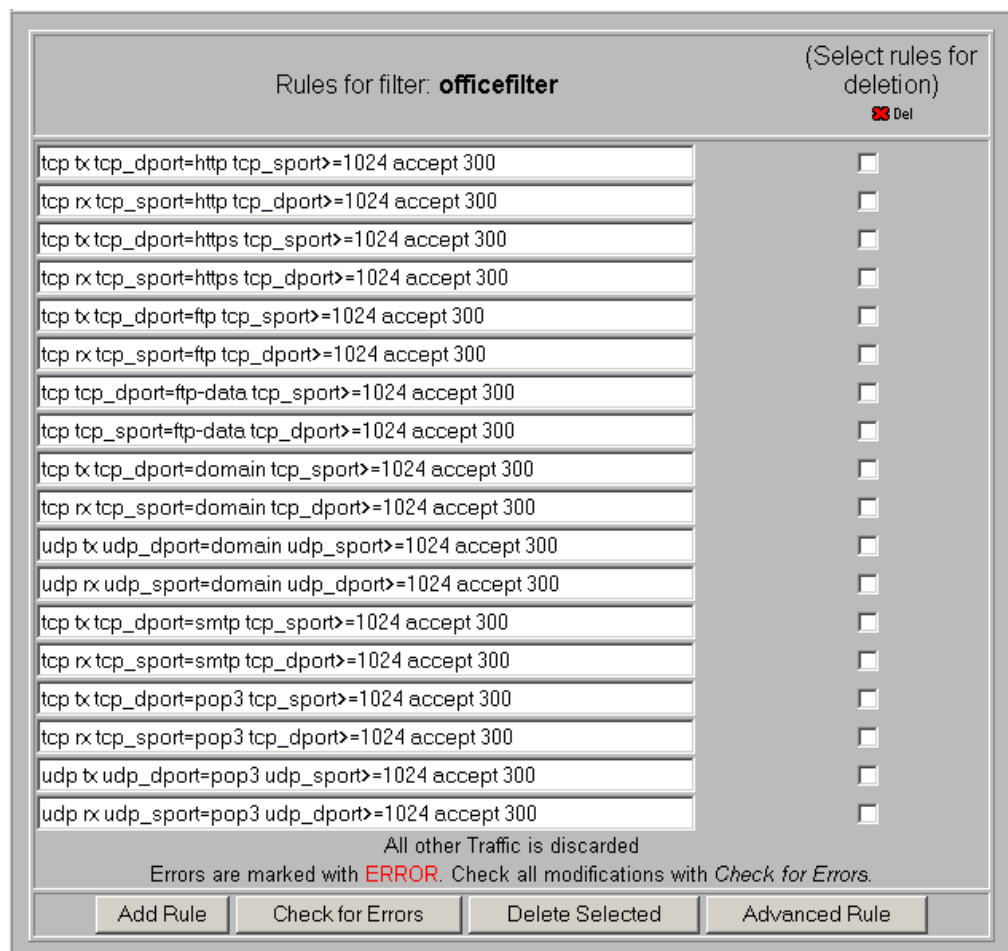 Rules for filter: officefilter
(Select rules for
deletion)
Del
tcp tx tcp_dport=http tcp_sport>=1024 accept 300
tcp rx tcp_sport=http tcp_dport>=1024 accept 300
tcp tx tcp_dport=https tcp_sport>=1024 accept 300
tcp rx tcp_sport=https tcp_dport>=1024 accept 300
tcp tx tcp_dport=ftp tcp_sport>=1024 accept 300
tcp rx tcp_sport=ftp tcp_dport>=1024 accept 300
tcp tcp_dport=ftp-data tcp_sport>=1024 accept 300
tcp tcp_sport=ftp-data tcp_dport>=1024 accept 300
tcp tx tcp_dport=domain tcp_sport>=1024 accept 300
tcp rx tcp_sport=domain tcp_dport>=1024 accept 300
udp tx udp_dport=domain udp_sport>=1024 accept 300
udp rx udp_sport=domain udp_dport>=1024 accept 300
tcp tx tcp_dport=smtp tcp_sport>=1024 accept 300
tcp rx tcp_sport=smtp tcp_dport>=1024 accept 300
tcp tx tcp_dport=pop3 tcp_sport>=1024 accept 300
tcp rx tcp_sport=pop3 tcp_dport>=1024 accept 300
udp tx udp_dport=pop3 udp_sport>=1024 accept 300
udp rx udp_sport=pop3 udp_dport>=1024 accept 300
All other Traffic is discarded
Errors are marked with ERROR. Check all modifications with Check for Errors.
Add Rule Check for Errors Delete Selected Advanced Rule